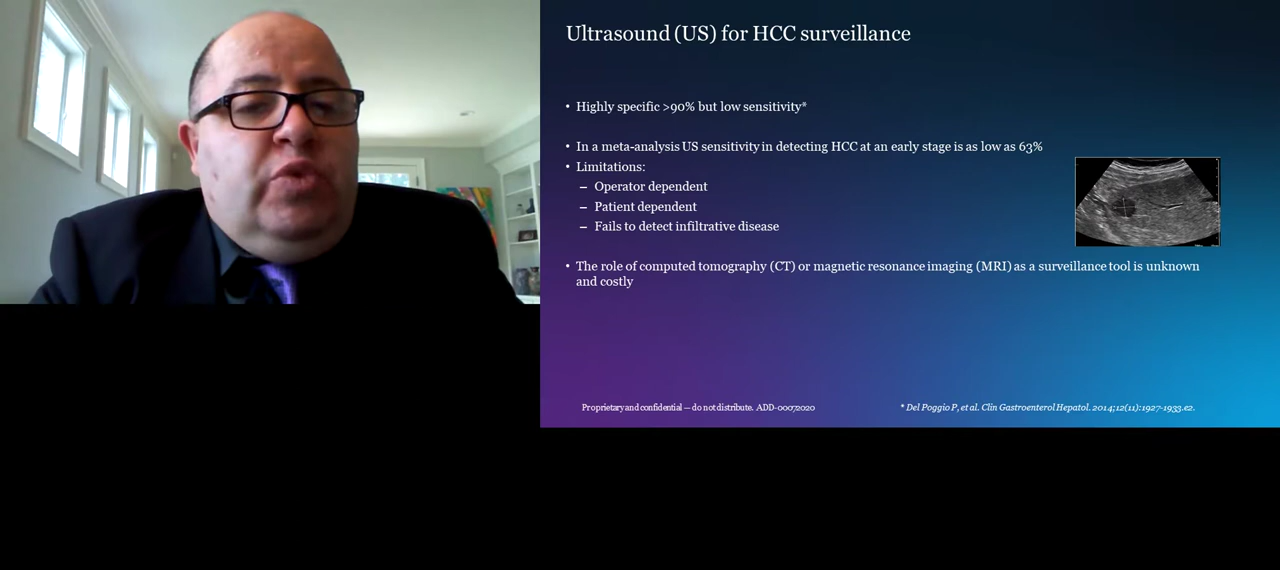 Ultrasound (US) for HCC surveillance
• Highly specific >90% but low sensitivity*
• In a meta-analysis US sensitivity in detecting HCC at an early stage is as low as 63%
• Limitations:
– Operator dependent
– Patient dependent
– Fails to detect infiltrative disease
• The role of computed tomography (CT) or magnetic resonance imaging (MRI) as a surveillance tool is unknown
and costly
Proprietary and confidential — do not distribute. ADD-00072020
* Del Poggio P, et al. Clin Gastroenterol Hepatol. 2014;12(11):1927-1933.e2.